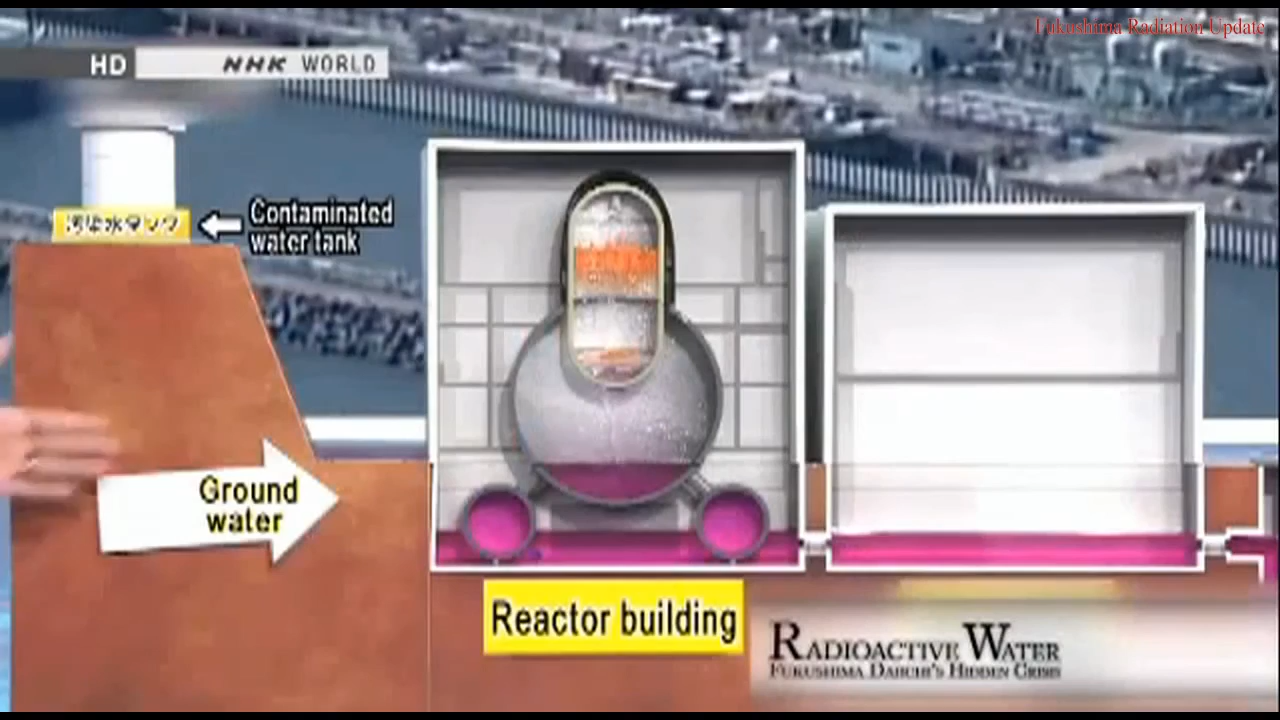 Fukushima Radiation Update
HD NHK WORLD
汚染水タンク
Contaminated
water tank
Ground
water
Reactor building
RADIOACTIVE WATER
FUKUSHIMA DAIICHI'S HIDDEN CRISIS